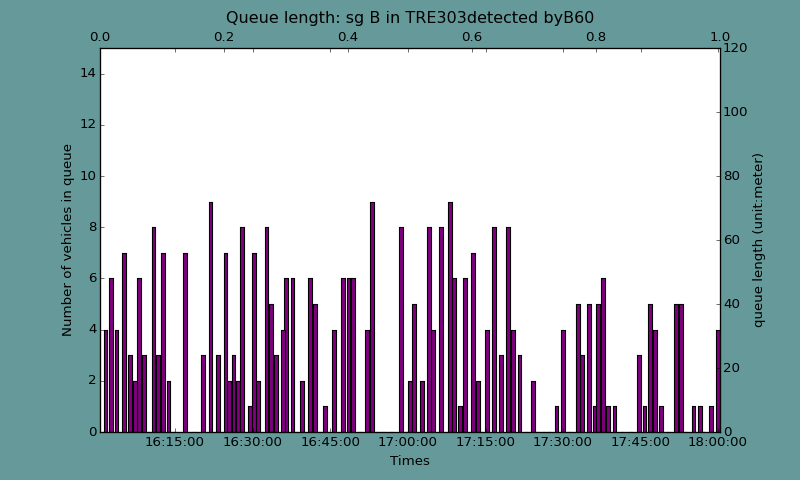 Queue length: sg B in TRE303detected byB60
0.0 0.2 0.4 0.6 0.8 1.0
Number of vehicles in queue
14
12
10
8
6
4
2
0
120
100
80
60
40
20
0
queue length (unit:meter)
16:15:00 16:30:00 16:45:00 17:00:00 17:15:00 17:30:00 17:45:00 18:00:00
Times